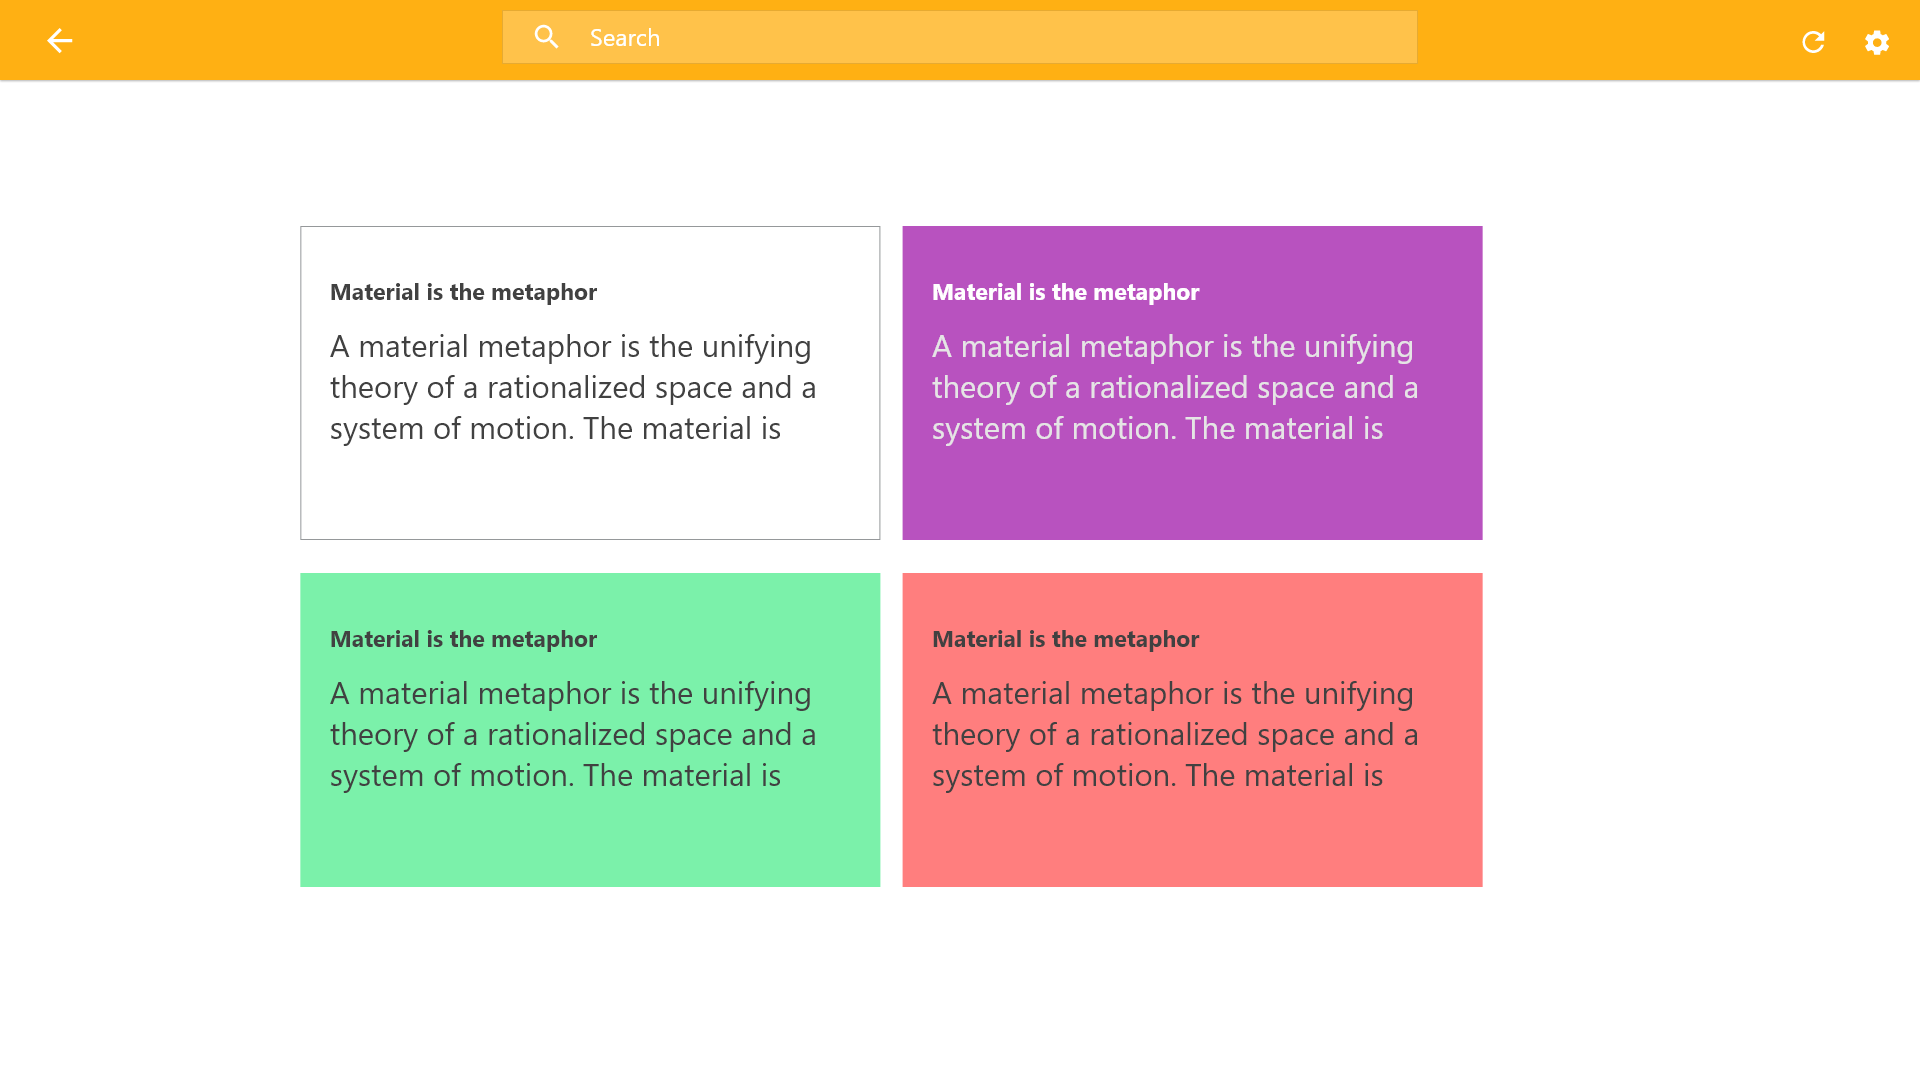 Search
Material is the metaphor
A material metaphor is the unifying
theory of a rationalized space and a
system of motion. The material is
Material is the metaphor
A material metaphor is the unifying
theory of a rationalized space and a
system of motion. The material is
Material is the metaphor
A material metaphor is the unifying
theory of a rationalized space and a
system of motion. The material is
Material is the metaphor
A material metaphor is the unifying
theory of a rationalized space and a
system of motion. The material is